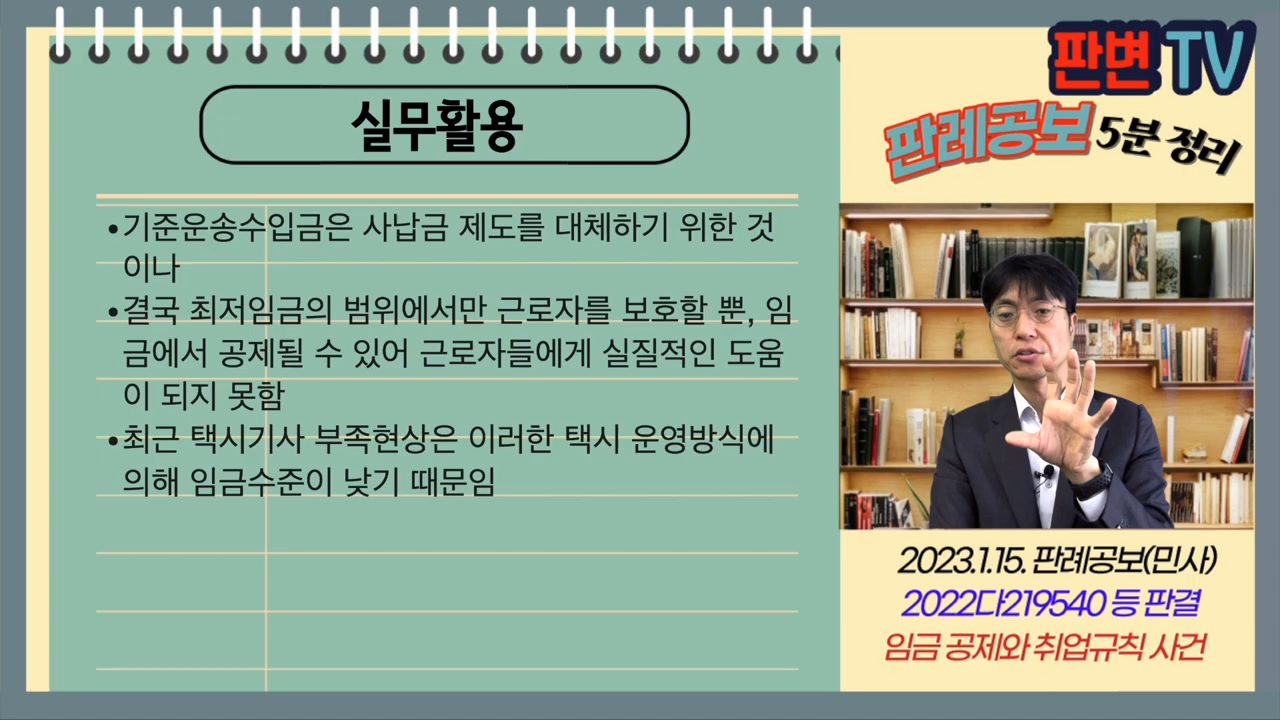 실무활용
•기준운송수입금은 사납금 제도를 대체하기 위한 것
이나
•결국 최저임금의 범위에서만 근로자를 보호할 뿐, 임
금에서 공제될 수 있어 근로자들에게 실질적인 도움
이 되지 못함
•최근 택시기사 부족현상은 이러한 택시 운영방식에
의해 임금수준이 낮기 때문임
판변 TV
판례공보 5분 정리
2023.1.15. 판례공보(민사)
2022다219540 등 판결
임금 공제와 취업규칙 사건